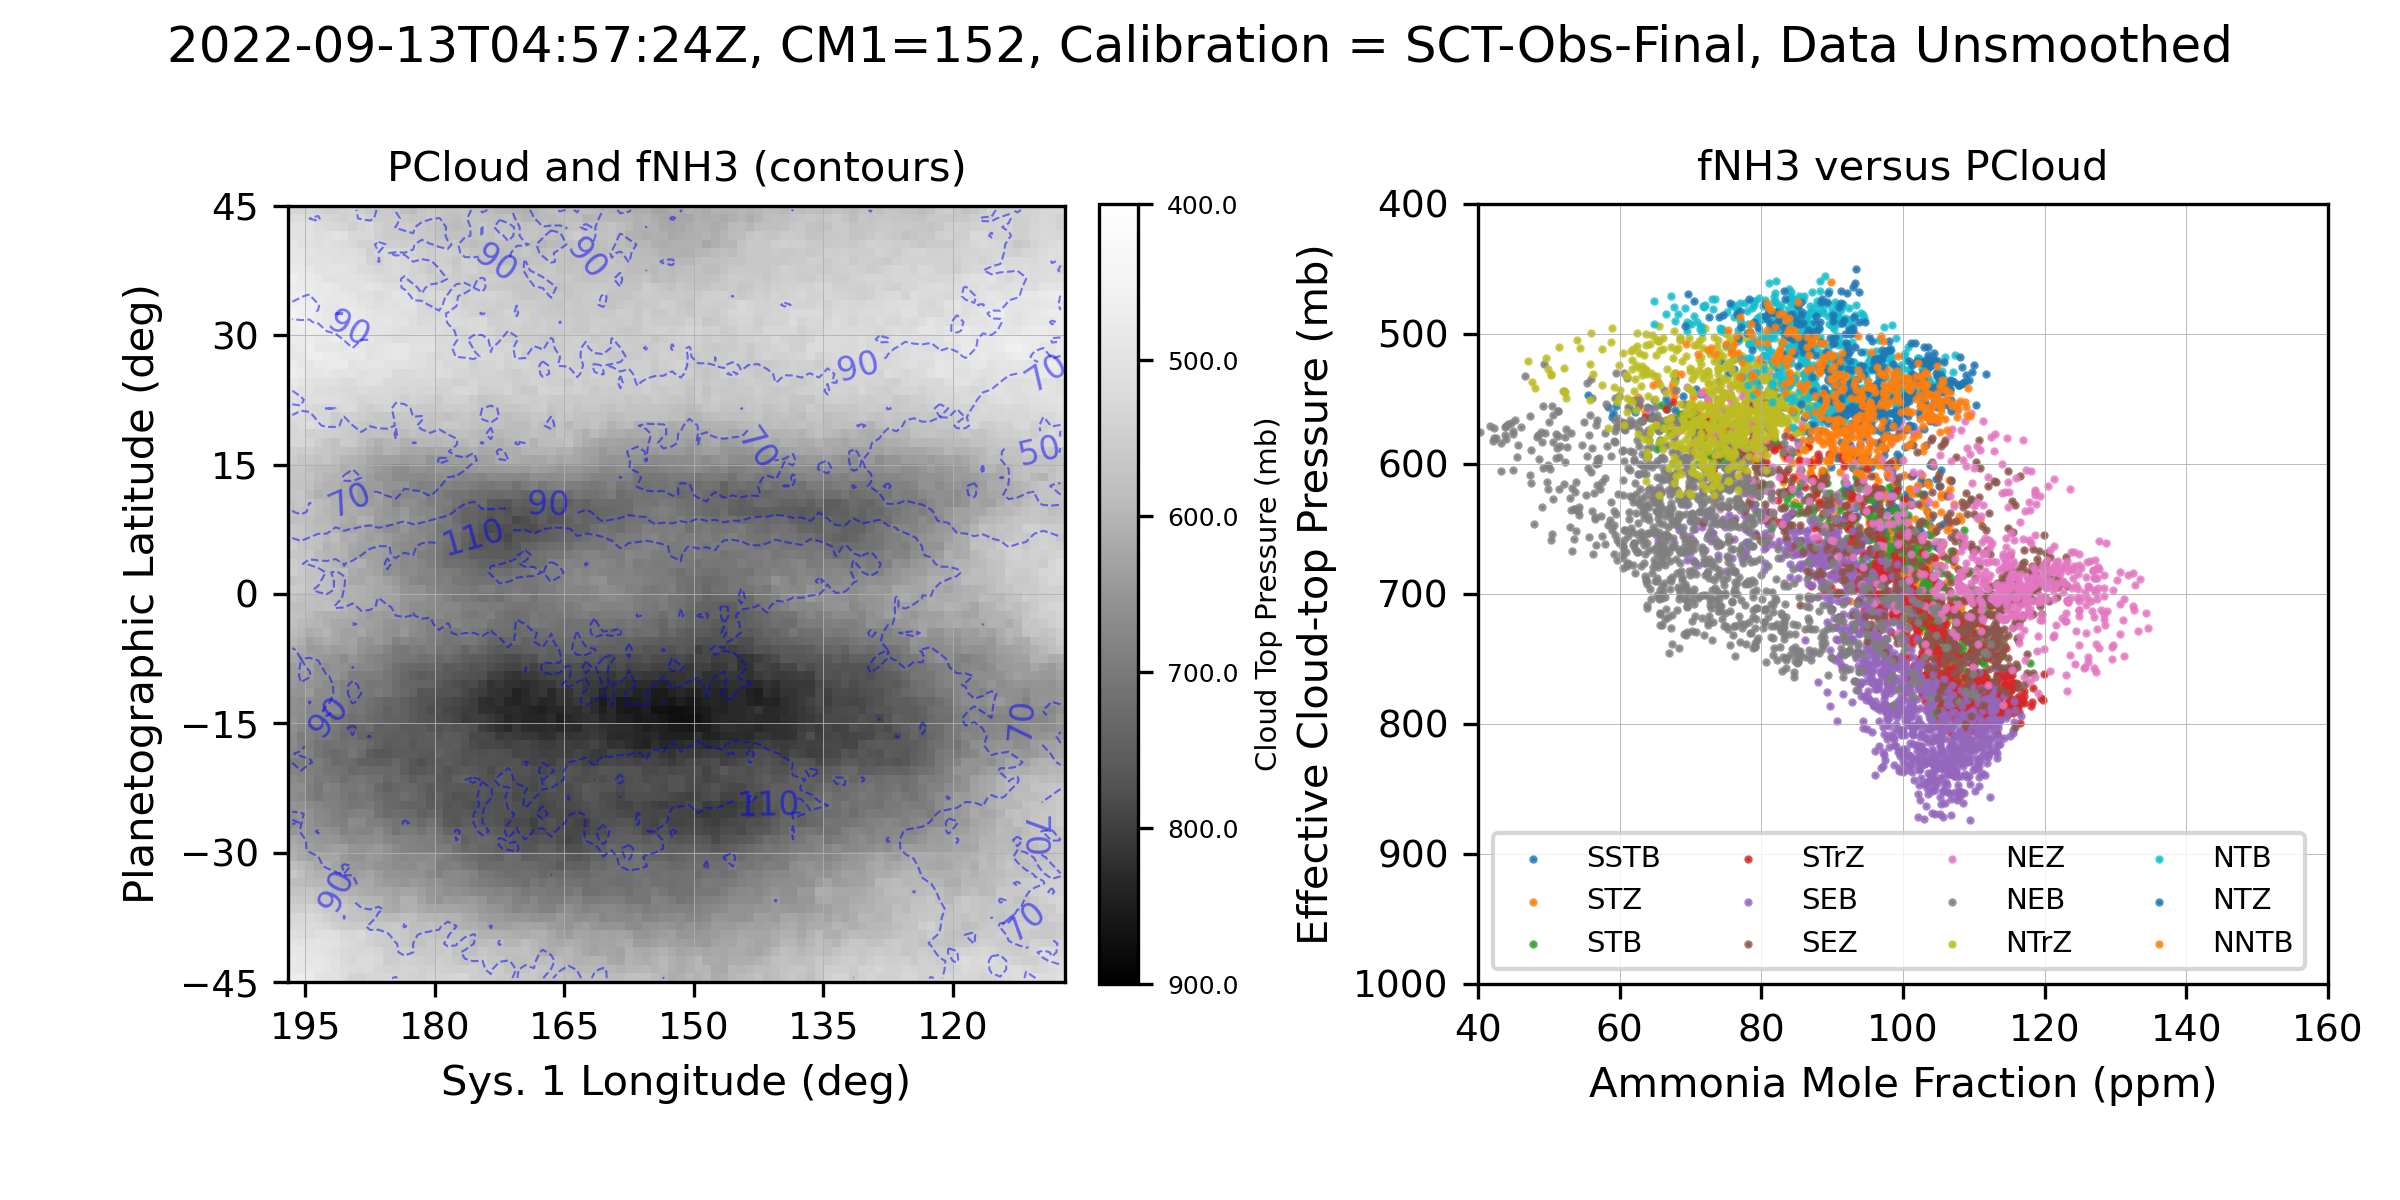 2022-09-13T04:57:24Z, CM1=152, Calibration = SCT-Obs-Final, Data Unsmoothed
PCloud and fNH3 (contours)
Planetographic Latitude (deg)
45
30
15
0
−15
−30
−45
195 180 165 150 135 120
Sys. 1 Longitude (deg)
90
90
90
90
70
70
50
70
90
110
90
70
110
70
90
70
400.0
500.0
600.0
700.0
800.0
900.0
Cloud Top Pressure (mb)
fNH3 versus PCloud
Effective Cloud-top Pressure (mb)
400
500
600
700
800
900
1000
40 60 80 100 120 140 160
Ammonia Mole Fraction (ppm)
SSTB STrZ NEZ NTB
STZ SEB NEB NTZ
STB SEZ NTrZ NNTB